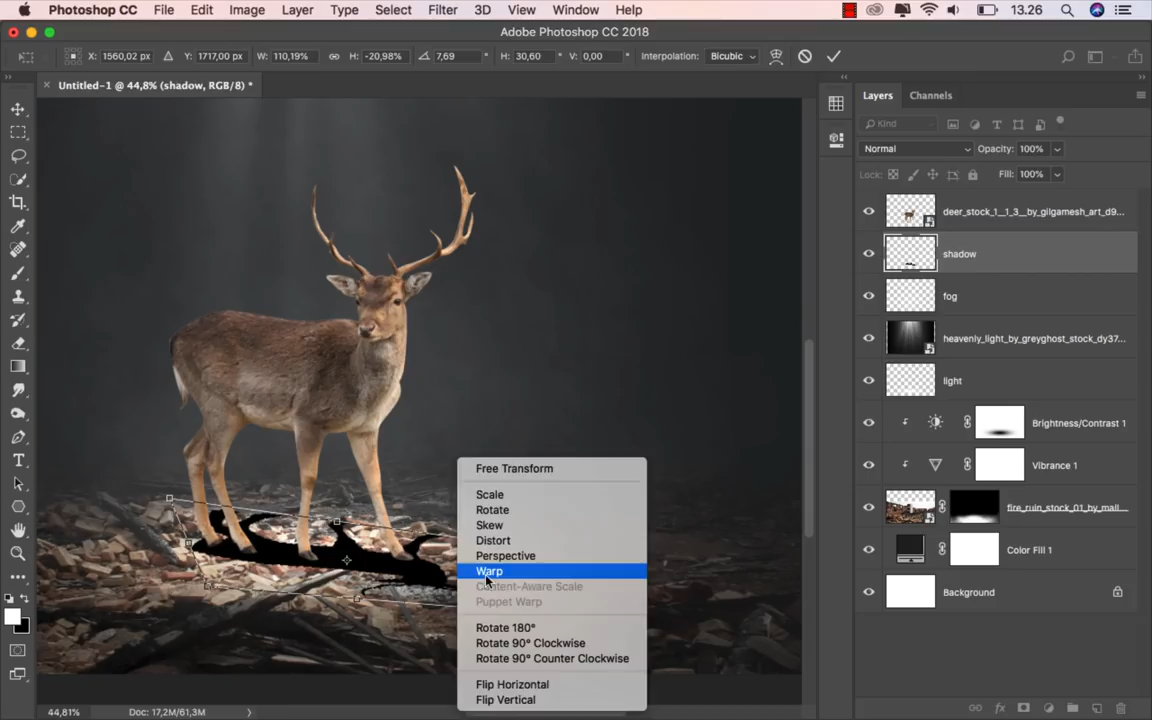 Photoshop CC File Edit Image Layer Type Select Filter 3D View Window Help 13.26
Adobe Photoshop CC 2018
X: 1560,02 px Y: 1717,00 px W: 110,19% H: -20,98% 7,69 H: 30,60 V: 0,00 Interpolation: Bicubic
Untitled-1 @ 44,8% (shadow, RGB/8) *
Layers Channels
Kind
Normal Opacity: 100%
Lock: Fill: 100%
deer_stock_1__1_3__by_gilgamesh_art_d9...
shadow
fog
heavenly_light_by_greyghost_stock_dy37...
light
Brightness/Contrast 1
Vibrance 1
fire_ruin_stock_01_by_mall...
Color Fill 1
Background
Free Transform
Scale
Rotate
Skew
Distort
Perspective
Warp
Content-Aware Scale
Puppet Warp
Rotate 180°
Rotate 90° Clockwise
Rotate 90° Counter Clockwise
Flip Horizontal
Flip Vertical
44,81% Doc: 17,2M/61,3M